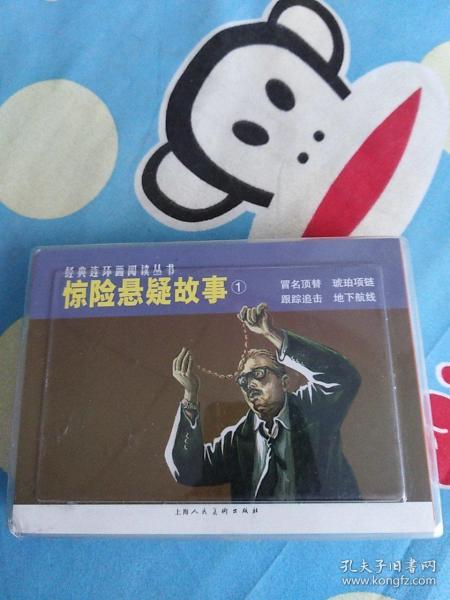 经典连环画阅读丛书
惊险悬疑故事①
冒名顶替 琥珀项链
跟踪追击 地下航线
上海人民美术出版社
孔夫子旧书网
www.kongfz.com